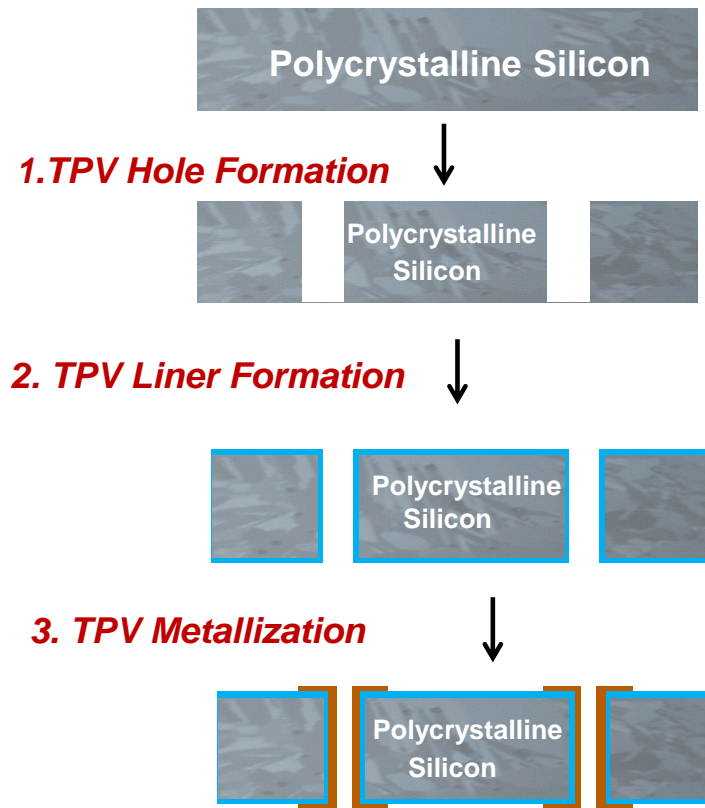 Polycrystalline Silicon
1.TPV Hole Formation
Polycrystalline
Silicon
2. TPV Liner Formation
Polycrystalline
Silicon
3. TPV Metallization
Polycrystalline
Silicon